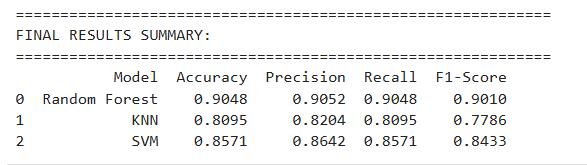 ============================================================
FINAL RESULTS SUMMARY:
============================================================
           Model  Accuracy  Precision  Recall  F1-Score
0  Random Forest    0.9048     0.9052  0.9048    0.9010
1            KNN    0.8095     0.8204  0.8095    0.7786
2            SVM    0.8571     0.8642  0.8571    0.8433